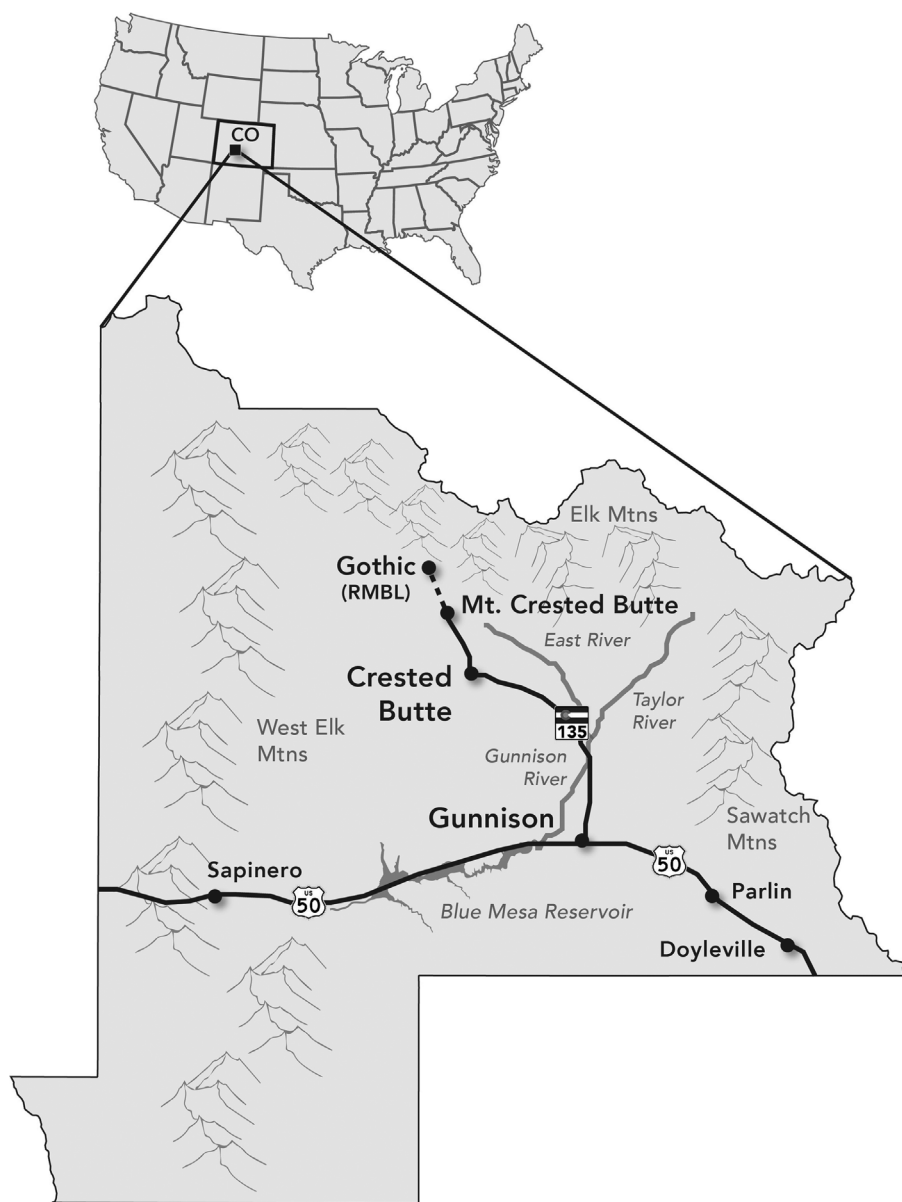 CO
Elk Mtns
Gothic
(RMBL)
Mt. Crested Butte
East River
Crested
Butte
Taylor
River
135
West Elk
Mtns
Gunnison
River
Gunnison
Sawatch
Mtns
US
50
Sapinero
US
50
Parlin
Blue Mesa Reservoir
Doyleville